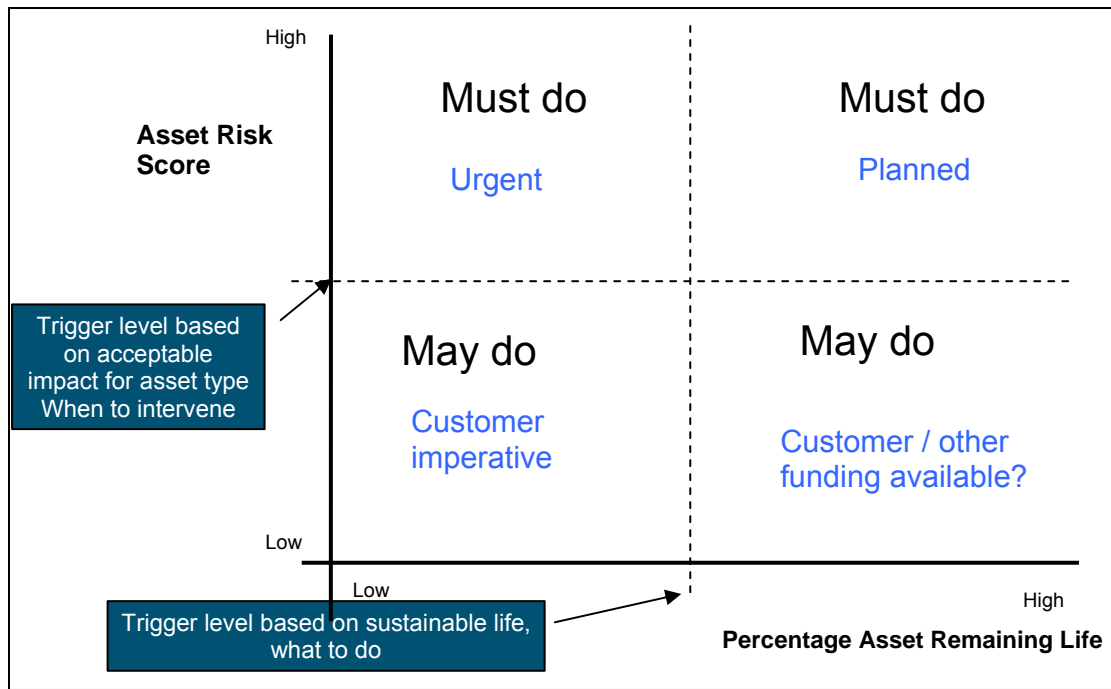 High
Must do
Must do
Asset Risk
Score
Urgent
Planned
Trigger level based
on acceptable
impact for asset type
When to intervene
May do
May do
Customer
imperative
Customer / other
funding available?
Low
Low
High
Trigger level based on sustainable life,
what to do
Percentage Asset Remaining Life